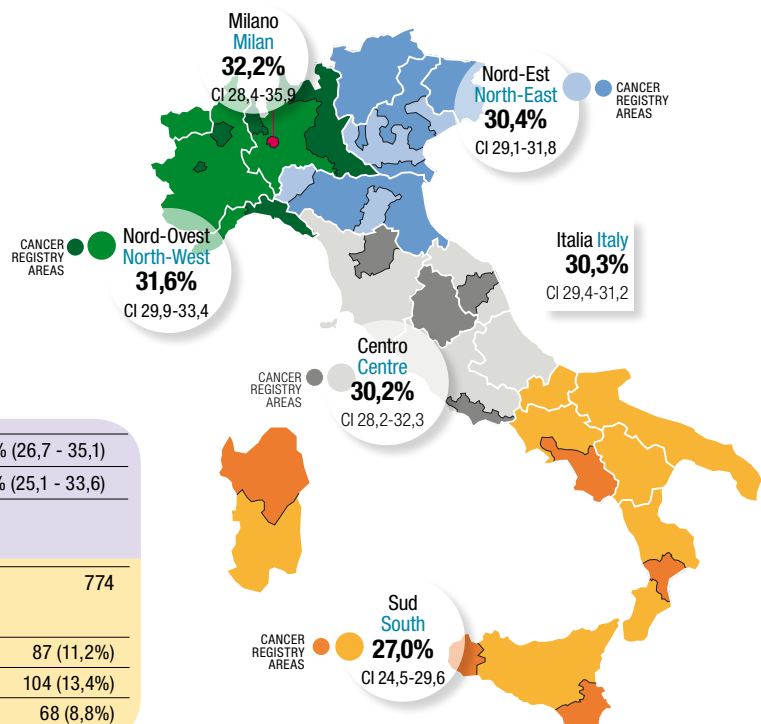 Milano
Milan
32,2%
CI 28,4-35,9
Nord-Est
North-East
30,4%
CI 29,1-31,8
CANCER
REGISTRY
AREAS
Nord-Ovest
North-West
31,6%
CI 29,9-33,4
CANCER
REGISTRY
AREAS
Italia Italy
30,3%
CI 29,4-31,2
Centro
Centre
30,2%
CI 28,2-32,3
CANCER
REGISTRY
AREAS
% (26,7 - 35,1)
% (25,1 - 33,6)
774
87 (11,2%)
104 (13,4%)
68 (8,8%)
Sud
South
27,0%
CI 24,5-29,6
CANCER
REGISTRY
AREAS